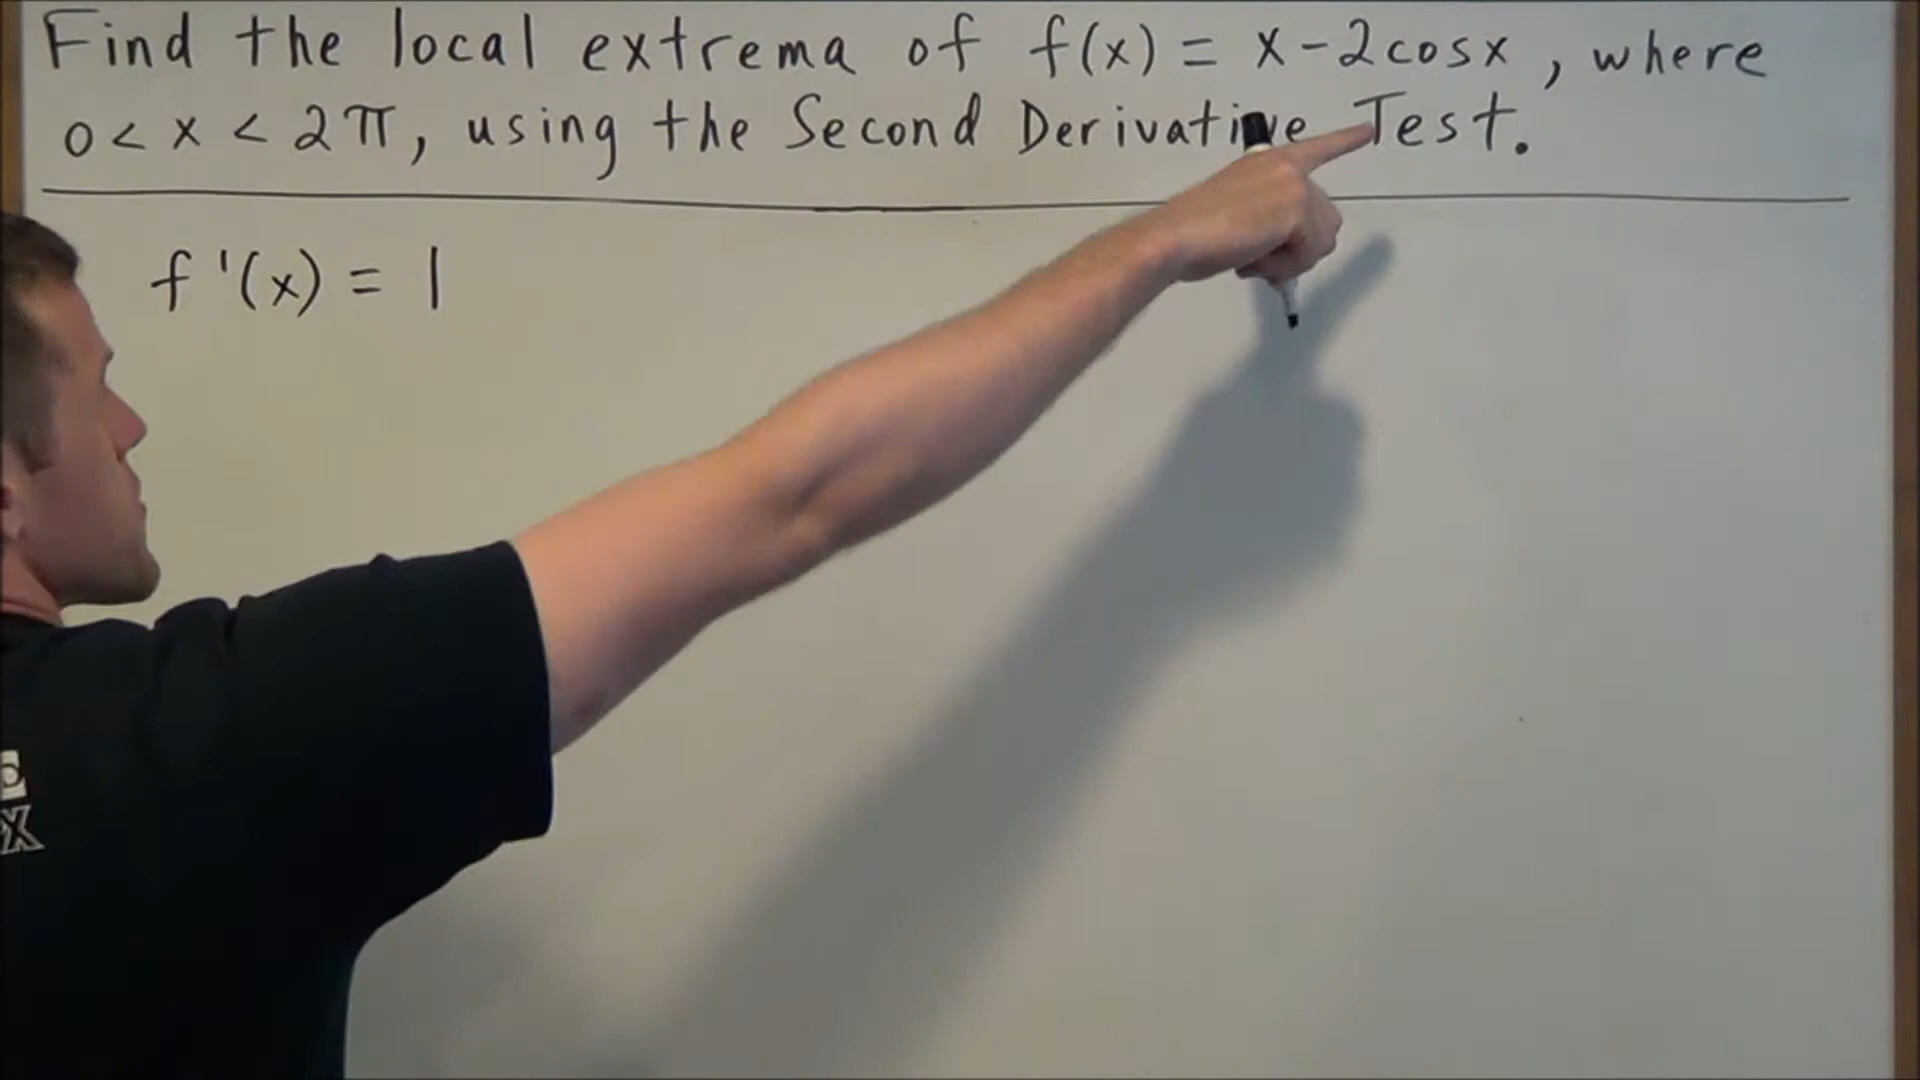 Find the local extrema of f(x) = x - 2cosx, where
0 < x < 2π, using the Second Derivative Test.
f'(x) = 1